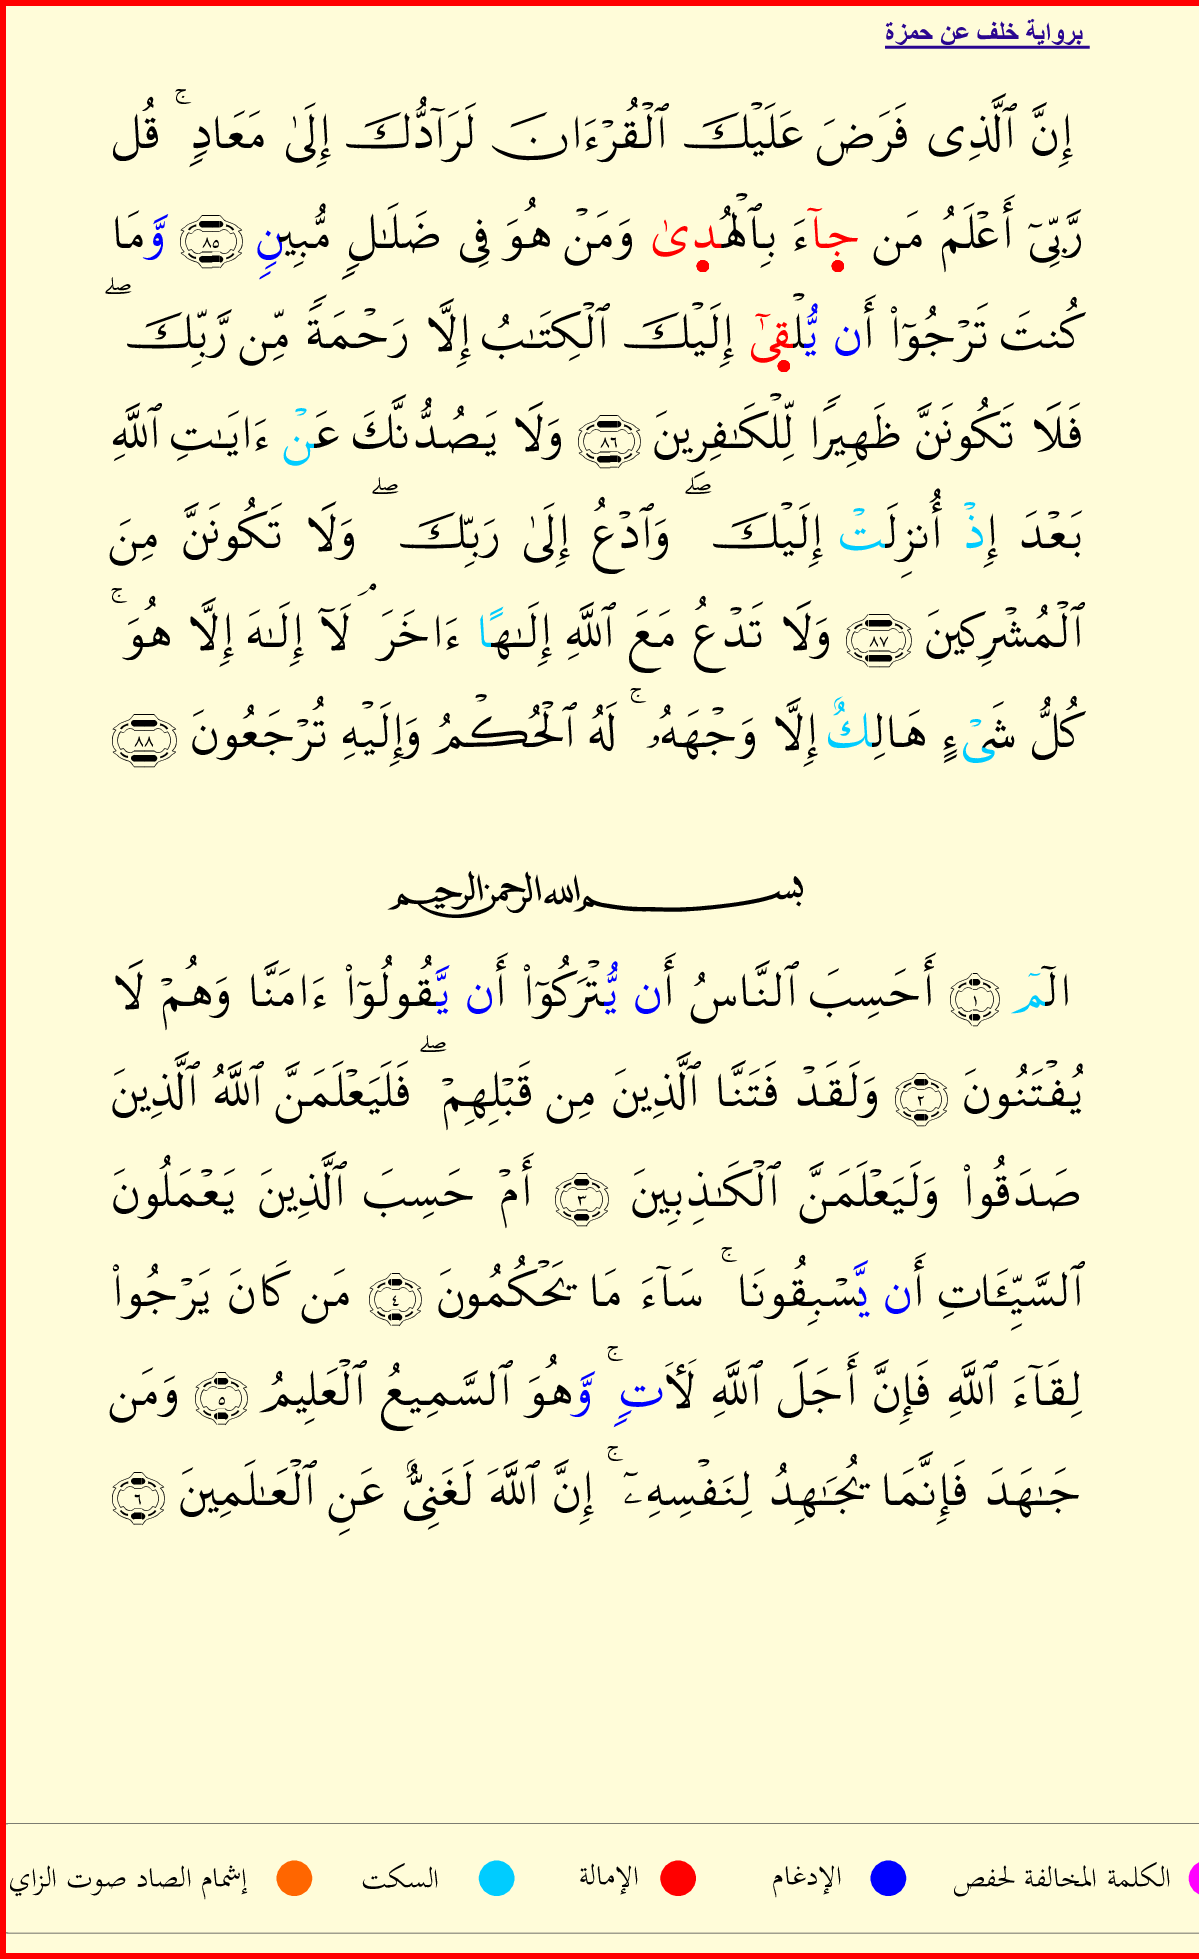 برواية خلف عن حمزة
إِنَّ ٱلَّذِى فَرَضَ عَلَيْكَ ٱلْقُرْءَانَ لَرَآدُّكَ إِلَىٰ مَعَادٍ ۚ قُل
رَّبِّىٓ أَعْلَمُ مَن جِآءَ بِٱلْهُدِىٰ وَمَنْ هُوَ فِى ضَلَـٰلٍ مُّبِينٍ ٨٥ وَّمَا
كُنتَ تَرْجُوٓا۟ أَن يُّلْقِىٰٓ إِلَيْكَ ٱلْكِتَـٰبُ إِلَّا رَحْمَةً مِّن رَّبِّكَ ۖ
فَلَا تَكُونَنَّ ظَهِيرًا لِّلْكَـٰفِرِينَ ٨٦ وَلَا يَصُدُّنَّكَ عَنْ ءَايَـٰتِ ٱللَّهِ
بَعْدَ إِذْ أُنزِلَتْ إِلَيْكَ ۖ وَٱدْعُ إِلَىٰ رَبِّكَ ۖ وَلَا تَكُونَنَّ مِنَ
ٱلْمُشْرِكِينَ ٨٧ وَلَا تَدْعُ مَعَ ٱللَّهِ إِلَـٰهًا ءَاخَرَ ۘ لَآ إِلَـٰهَ إِلَّا هُوَ ۚ
كُلُّ شَىْءٍ هَالِكٌ إِلَّا وَجْهَهُۥ ۚ لَهُ ٱلْحُكْمُ وَإِلَيْهِ تُرْجَعُونَ ٨٨
بسم الله الرحمن الرحيم
الٓمٓ ١ أَحَسِبَ ٱلنَّاسُ أَن يُّتْرَكُوٓا۟ أَن يَّقُولُوٓا۟ ءَامَنَّا وَهُمْ لَا
يُفْتَنُونَ ٢ وَلَقَدْ فَتَنَّا ٱلَّذِينَ مِن قَبْلِهِمْ ۖ فَلَيَعْلَمَنَّ ٱللَّهُ ٱلَّذِينَ
صَدَقُوا۟ وَلَيَعْلَمَنَّ ٱلْكَـٰذِبِينَ ٣ أَمْ حَسِبَ ٱلَّذِينَ يَعْمَلُونَ
ٱلسَّيِّـَٔاتِ أَن يَّسْبِقُونَا ۚ سَآءَ مَا يَحْكُمُونَ ٤ مَن كَانَ يَرْجُوا۟
لِقَآءَ ٱللَّهِ فَإِنَّ أَجَلَ ٱللَّهِ لَـَٔاتٍ ۚ وَّهُوَ ٱلسَّمِيعُ ٱلْعَلِيمُ ٥ وَمَن
جَـٰهَدَ فَإِنَّمَا يُجَـٰهِدُ لِنَفْسِهِۦٓ ۚ إِنَّ ٱللَّهَ لَغَنِىٌّ عَنِ ٱلْعَـٰلَمِينَ ٦
الكلمة المخالفة لحفص الإدغام الإمالة السكت إشمام الصاد صوت الزاي